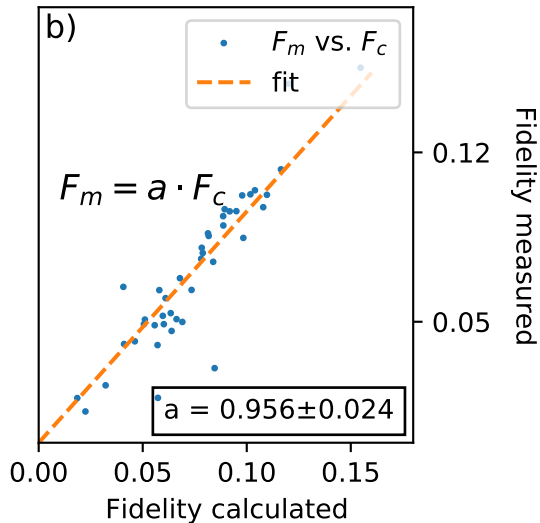 b)
F_m vs. F_c
fit
F_m = a · F_c
0.12
0.05
Fidelity measured
a = 0.956±0.024
0.00 0.05 0.10 0.15
Fidelity calculated